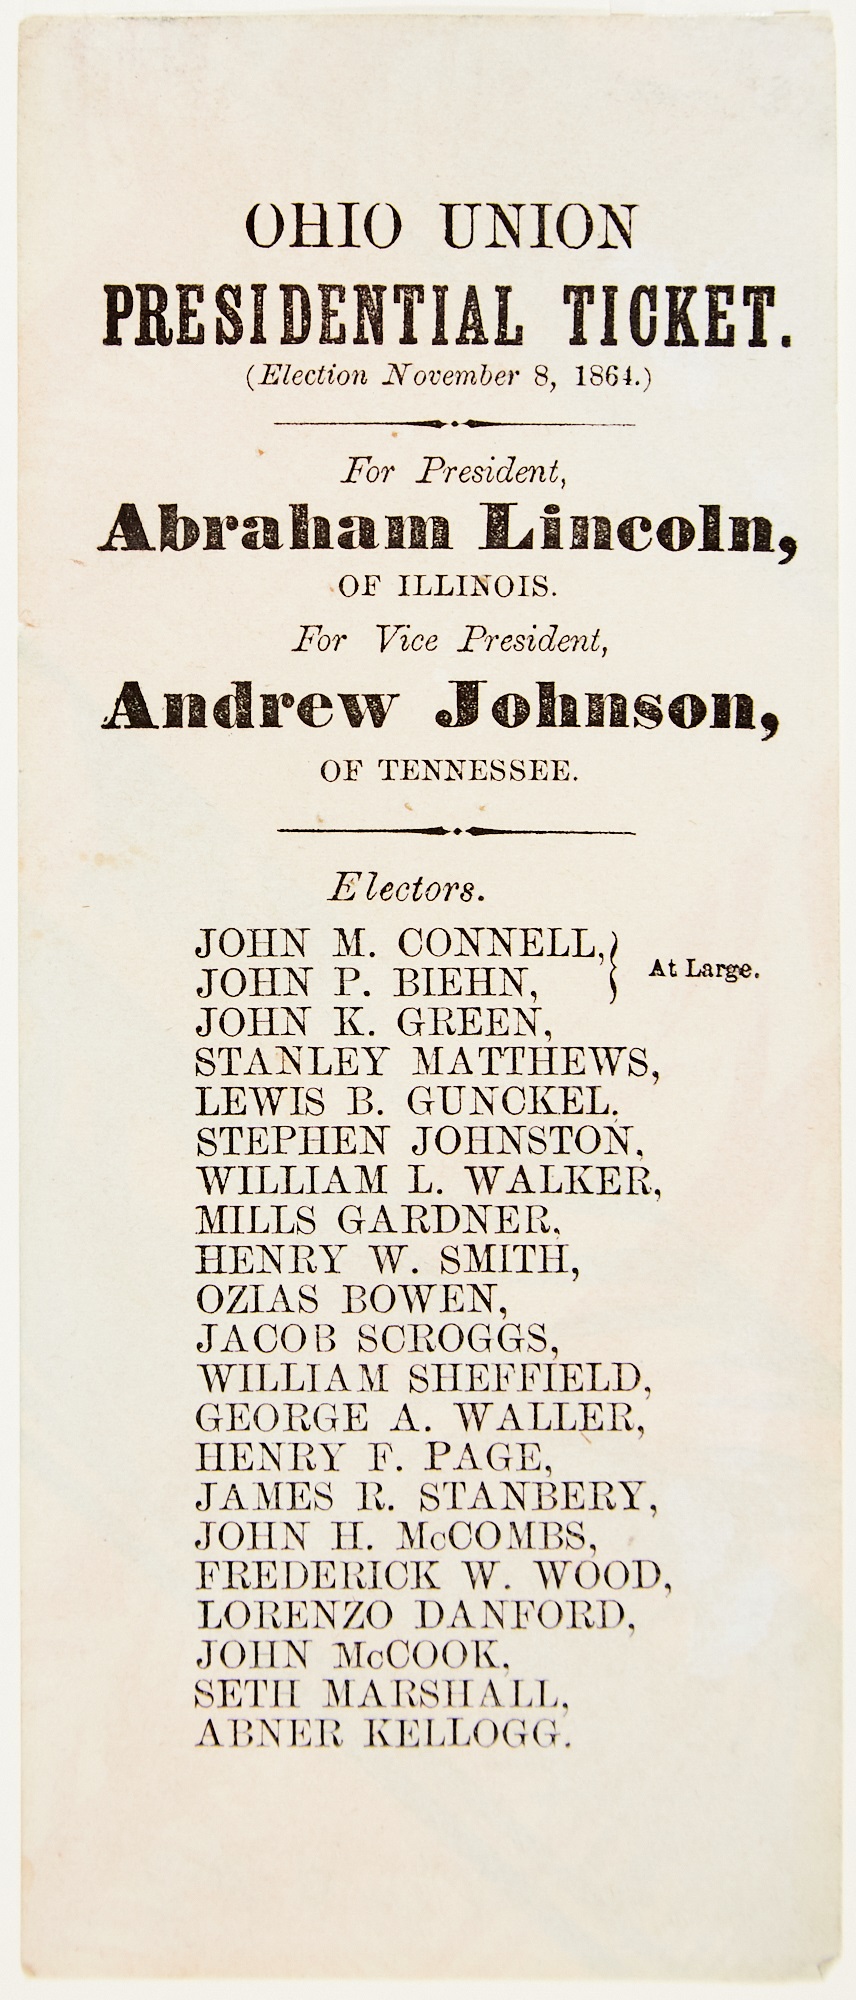 OHIO UNION
PRESIDENTIAL TICKET.
(Election November 8, 1864.)
For President,
Abraham Lincoln,
OF ILLINOIS.
For Vice President,
Andrew Johnson,
OF TENNESSEE.
Electors.
JOHN M. CONNELL,
JOHN P. BIEHN,
At Large.
JOHN K. GREEN,
STANLEY MATTHEWS,
LEWIS B. GUNCKEL.
STEPHEN JOHNSTON,
WILLIAM L. WALKER,
MILLS GARDNER,
HENRY W. SMITH,
OZIAS BOWEN,
JACOB SCROGGS,
WILLIAM SHEFFIELD,
GEORGE A. WALLER,
HENRY F. PAGE,
JAMES R. STANBERY,
JOHN H. McCOMBS,
FREDERICK W. WOOD,
LORENZO DANFORD,
JOHN McCOOK,
SETH MARSHALL,
ABNER KELLOGG.